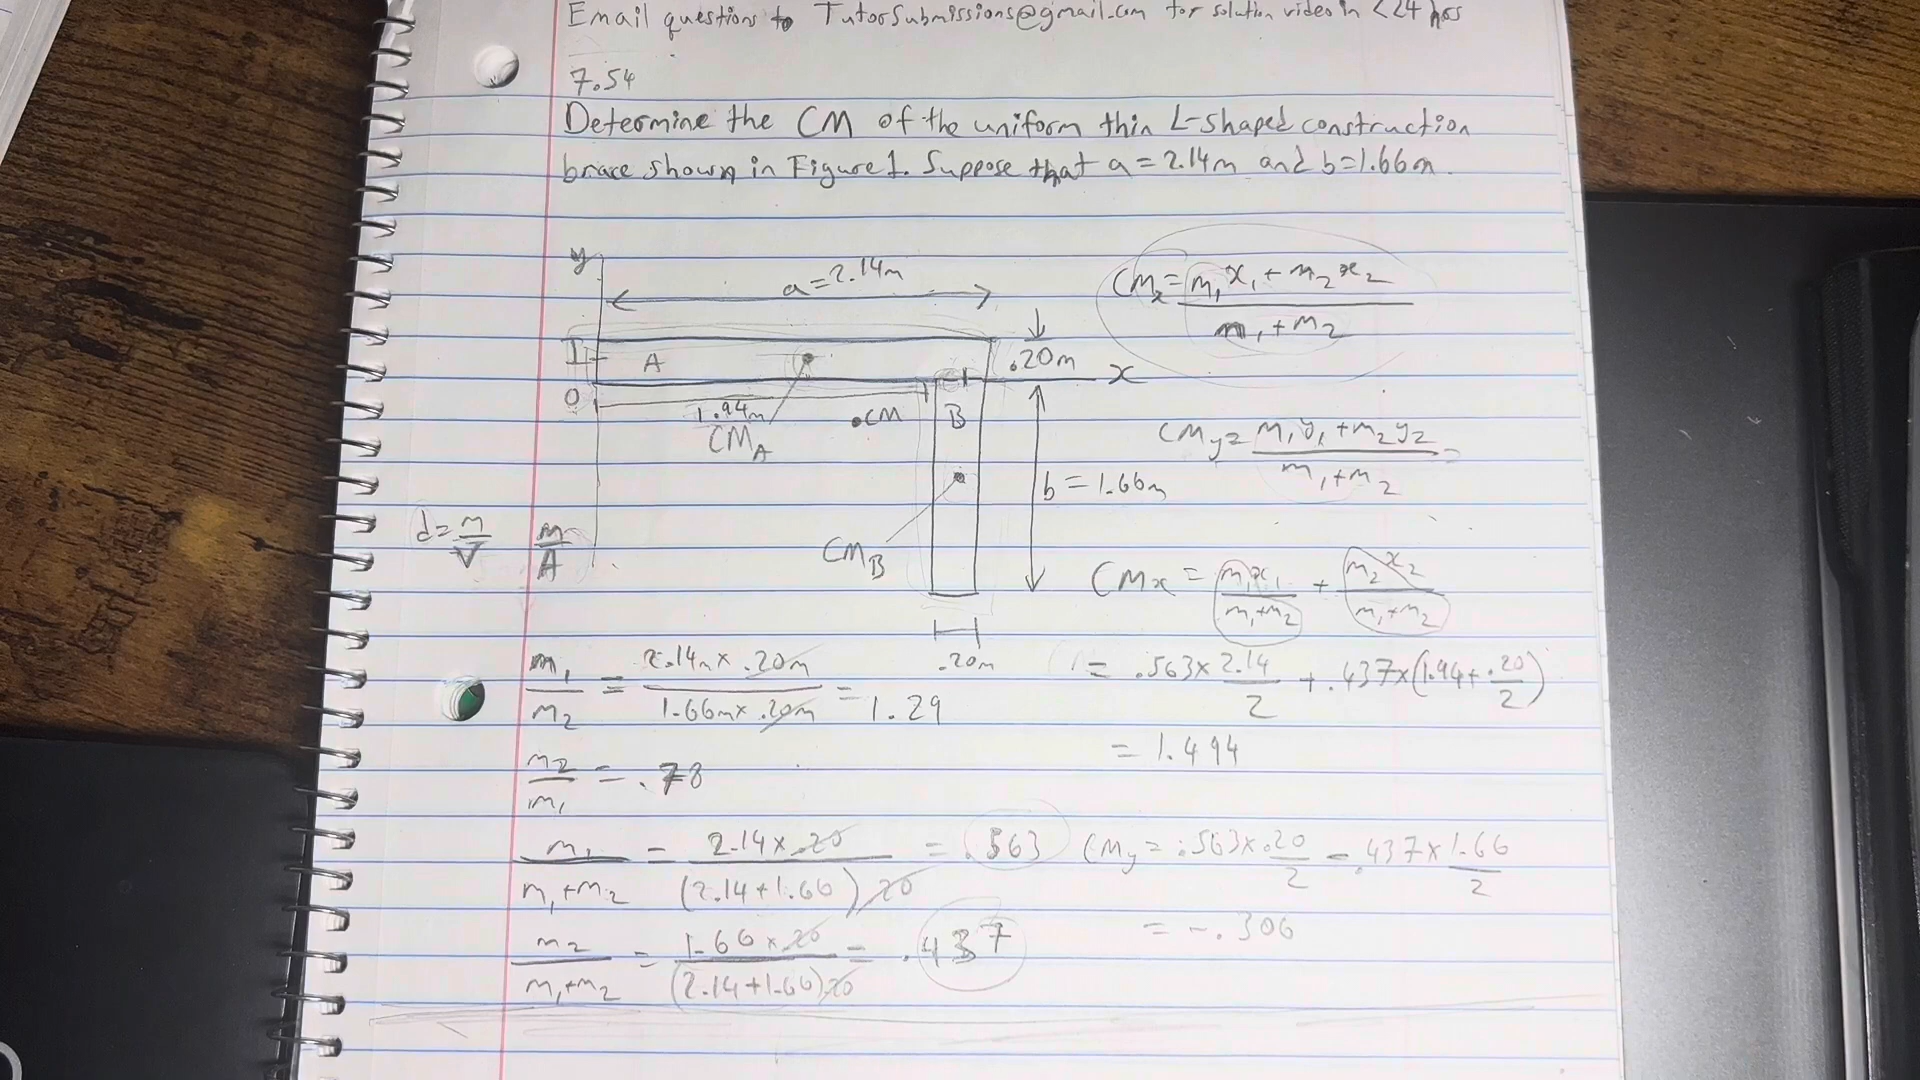 Email questions to TutorSubmissions@gmail.com for solution video in <24 hrs
7.54
Determine the CM of the uniform thin L-shaped construction
brace shown in Figure 1. Suppose that a = 2.14m and b=1.66m.
y
a = 2.14m
CMx = m1x1 + m2x2
m1 + m2
A
.20m
x
0
1.94m
.CM
B
CMA
CMy = m1y1 + m2y2 =
m1 + m2
b = 1.66m
d = m/V
m/A
CMB
CMx = m1x1/(m1+m2) + m2x2/(m1+m2)
.20m
m1/m2 = 2.14m x .20m / 1.66m x .20m = 1.29
= .563 x 2.14/2 + .437 x (1.94 + .20/2)
= 1.494
m2/m1 = .78
m1/(m1+m2) = 2.14 x .20 / (2.14+1.66).20 = .563
CMy = .563 x .20/2 - .437 x 1.66/2
= -.306
m2/(m1+m2) = 1.66 x .20 / (2.14+1.66).20 = .437